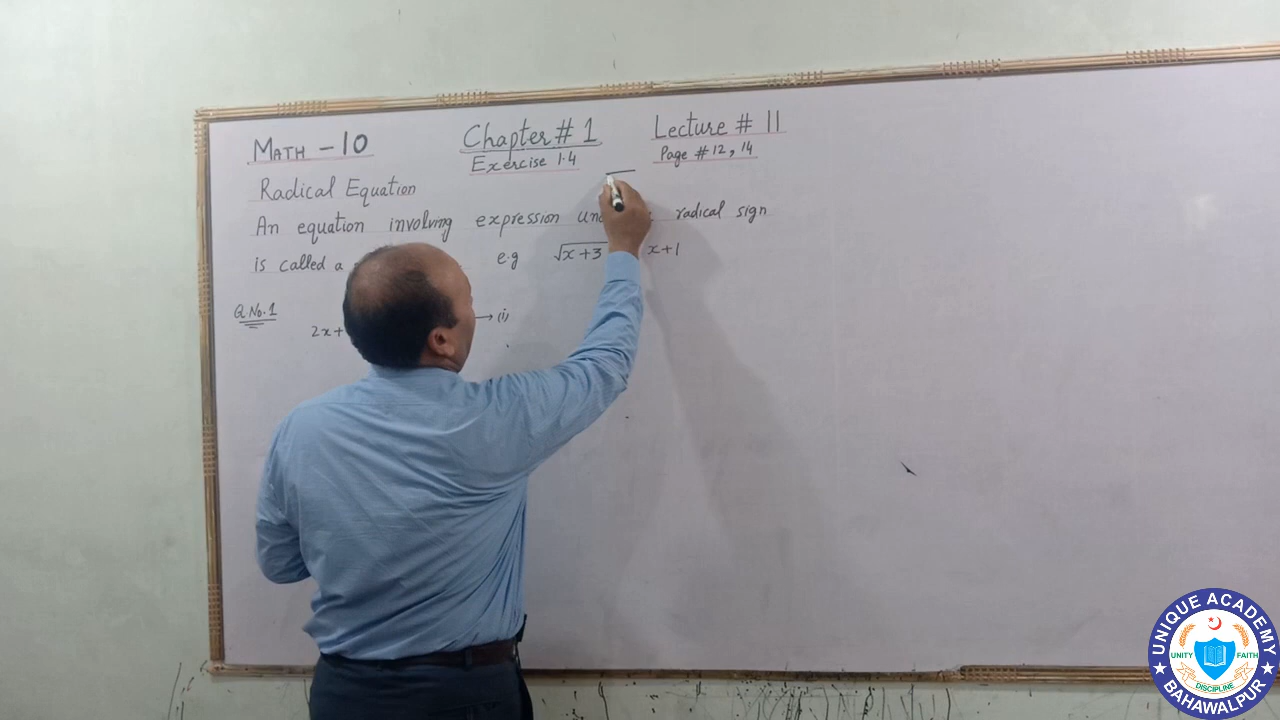 MATH - 10 Chapter # 1 Lecture # 11
Exercise 1.4 Page # 12, 14
Radical Equation
An equation involving expression radical sign
is called a e.g √x+3 x+1
Q.No.1
2x+ → (i)
UNIQUE ACADEMY
UNITY FAITH
DISCIPLINE
BAHAWALPUR